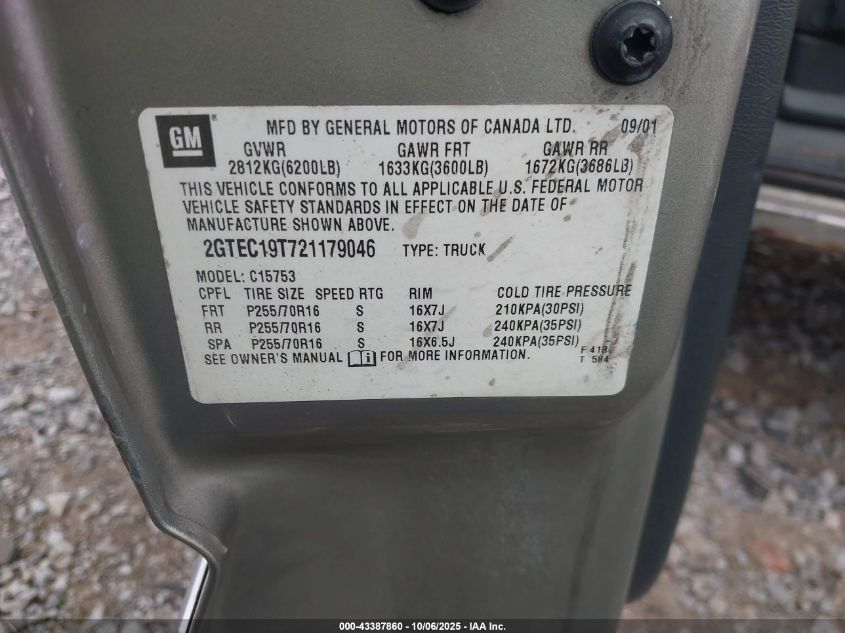 GM
MFD BY GENERAL MOTORS OF CANADA LTD. 09/01
GVWR GAWR FRT GAWR RR
2812KG(6200LB) 1633KG(3600LB) 1672KG(3686LB)
THIS VEHICLE CONFORMS TO ALL APPLICABLE U.S. FEDERAL MOTOR
VEHICLE SAFETY STANDARDS IN EFFECT ON THE DATE OF
MANUFACTURE SHOWN ABOVE.
2GTEC19T721179046 TYPE: TRUCK
MODEL: C15753
CPFL TIRE SIZE SPEED RTG RIM COLD TIRE PRESSURE
FRT P255/70R16 S 16X7J 210KPA(30PSI)
RR P255/70R16 S 16X7J 240KPA(35PSI)
SPA P255/70R16 S 16X6.5J 240KPA(35PSI)
SEE OWNER'S MANUAL FOR MORE INFORMATION.
F 418
T 584
000-43387860 - 10/06/2025 - IAA Inc.